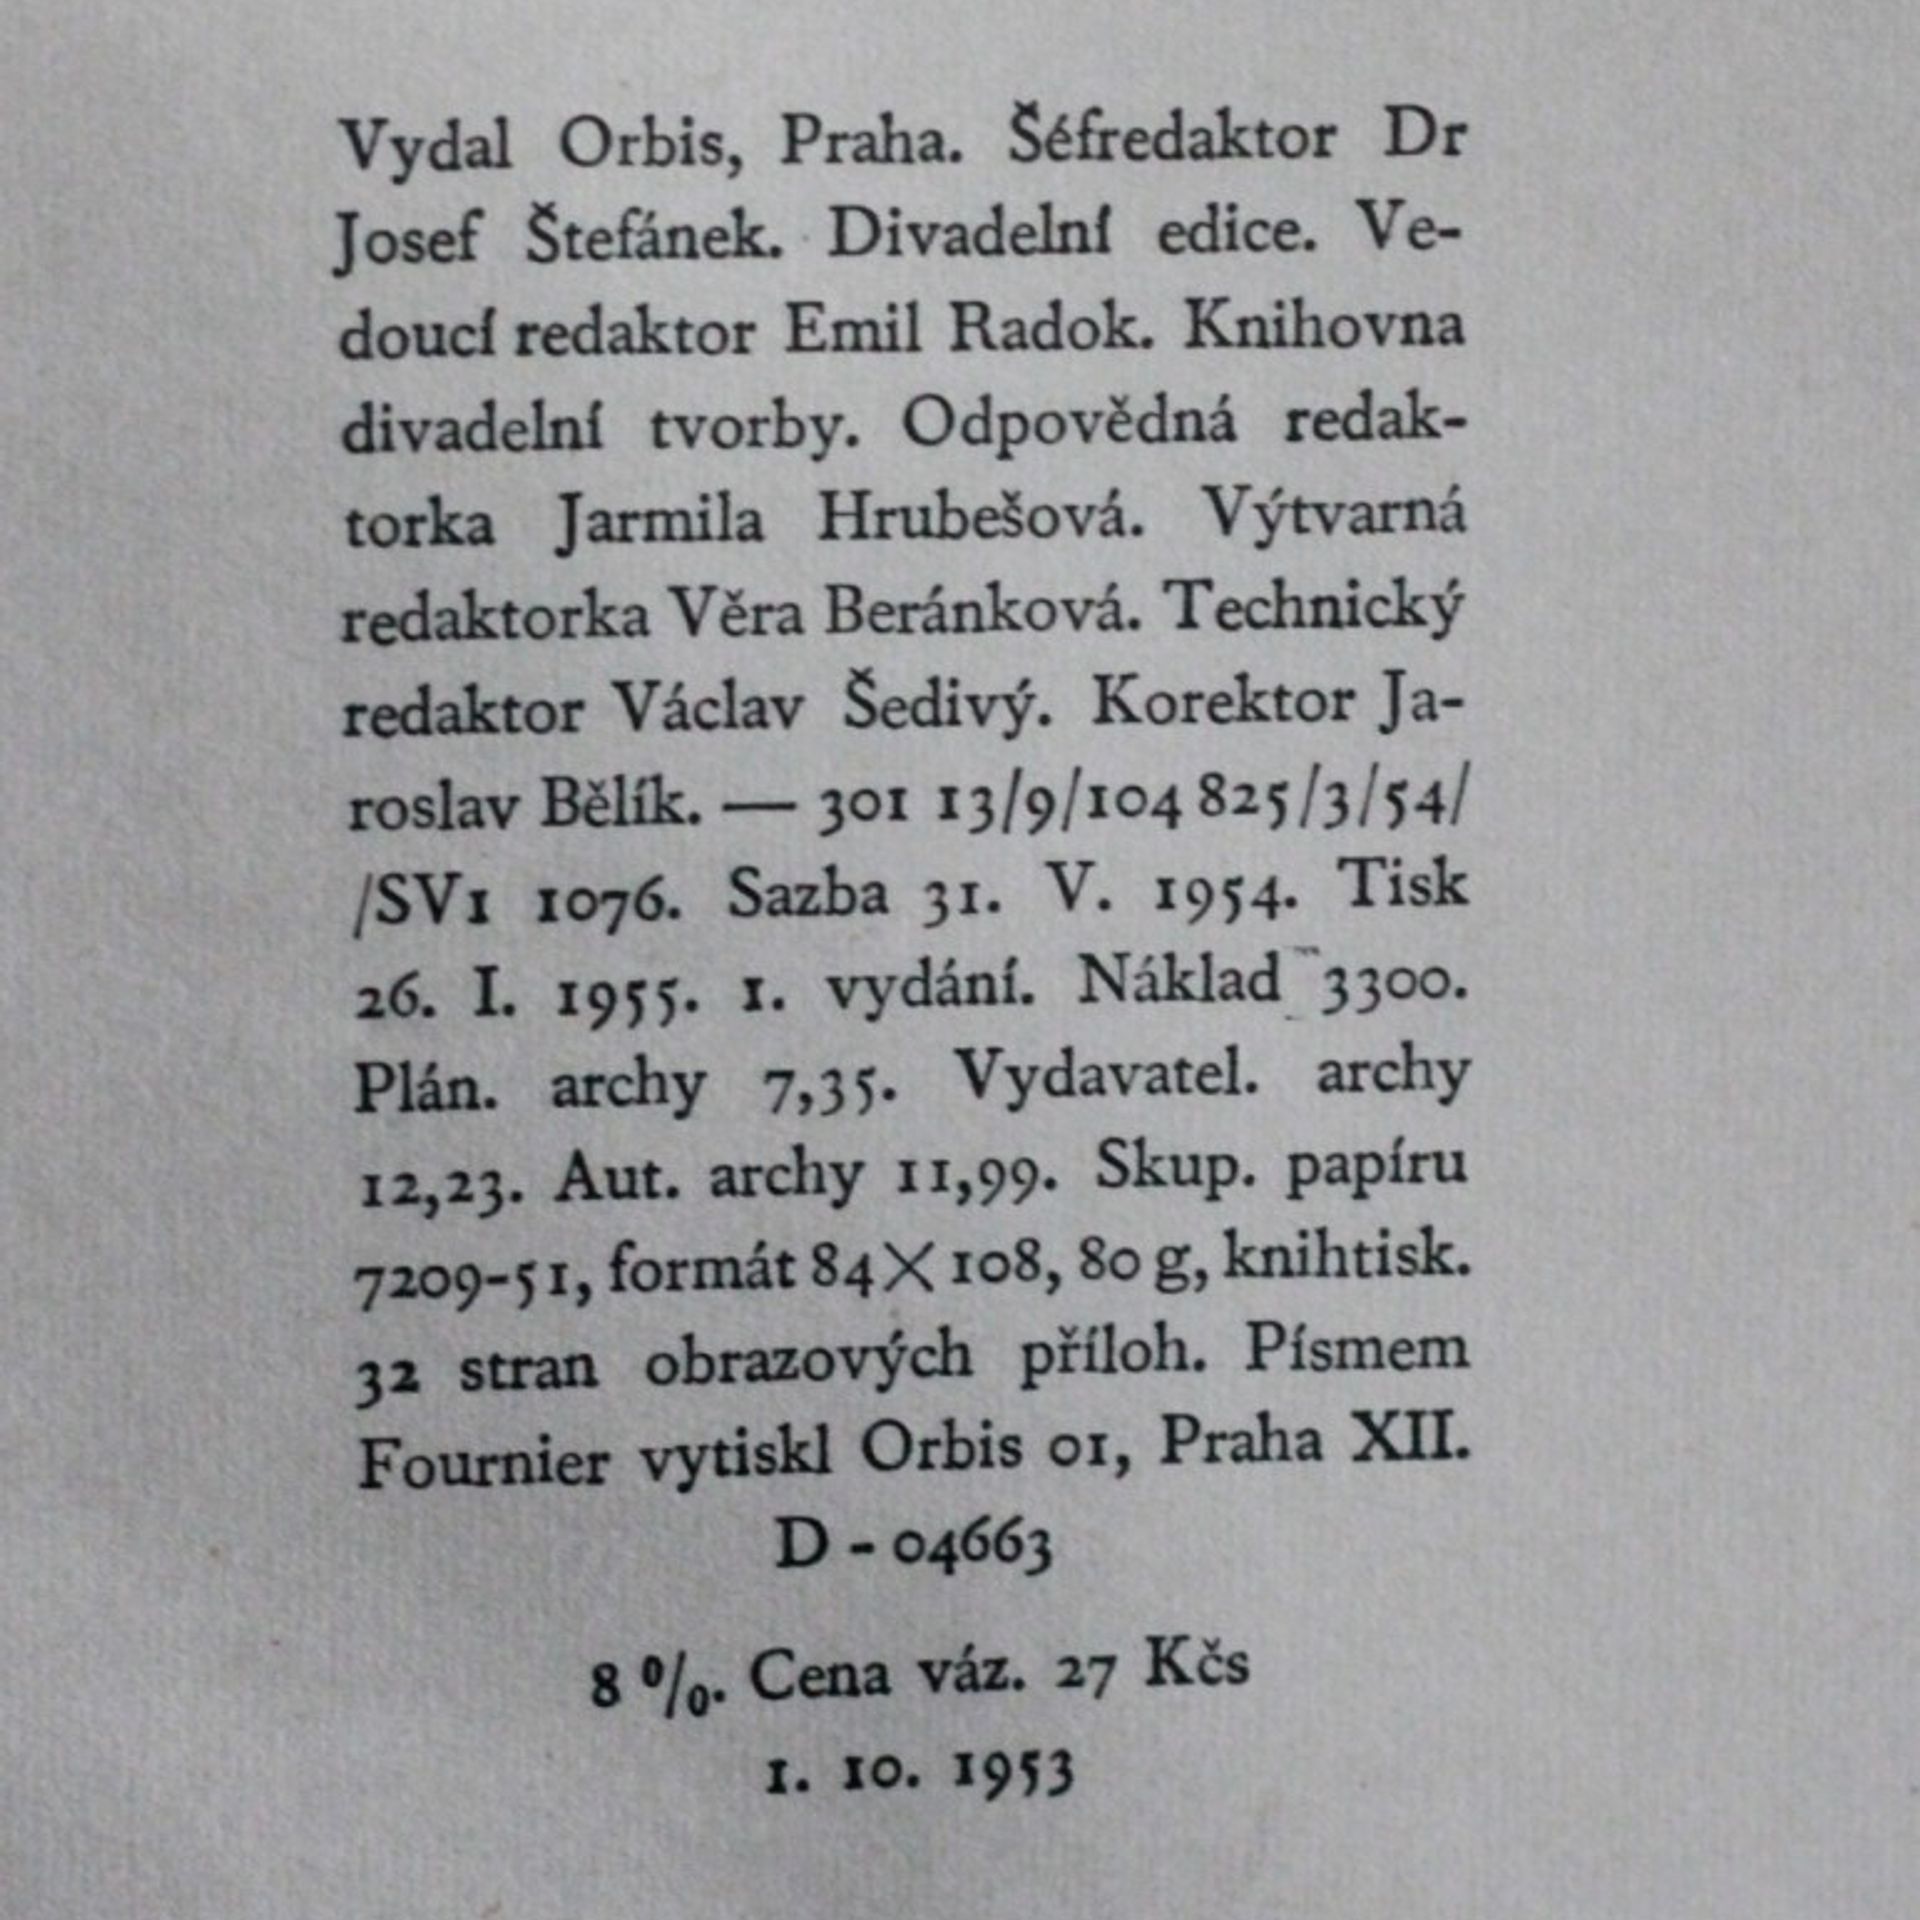 Vydal Orbis, Praha. Šéfredaktor Dr
Josef Štefánek. Divadelní edice. Ve-
doucí redaktor Emil Radok. Knihovna
divadelní tvorby. Odpovědná redak-
torka Jarmila Hrubešová. Výtvarná
redaktorka Věra Beránková. Technický
redaktor Václav Šedivý. Korektor Ja-
roslav Bělík. — 301 13/9/104 825/3/54/
/SV1 1076. Sazba 31. V. 1954. Tisk
26. I. 1955. 1. vydání. Náklad 3300.
Plán. archy 7,35. Vydavatel. archy
12,23. Aut. archy 11,99. Skup. papíru
7209-51, formát 84×108, 80 g, knihtisk.
32 stran obrazových příloh. Písmem
Fournier vytiskl Orbis 01, Praha XII.
D - 04663
8 %. Cena váz. 27 Kčs
1. 10. 1953